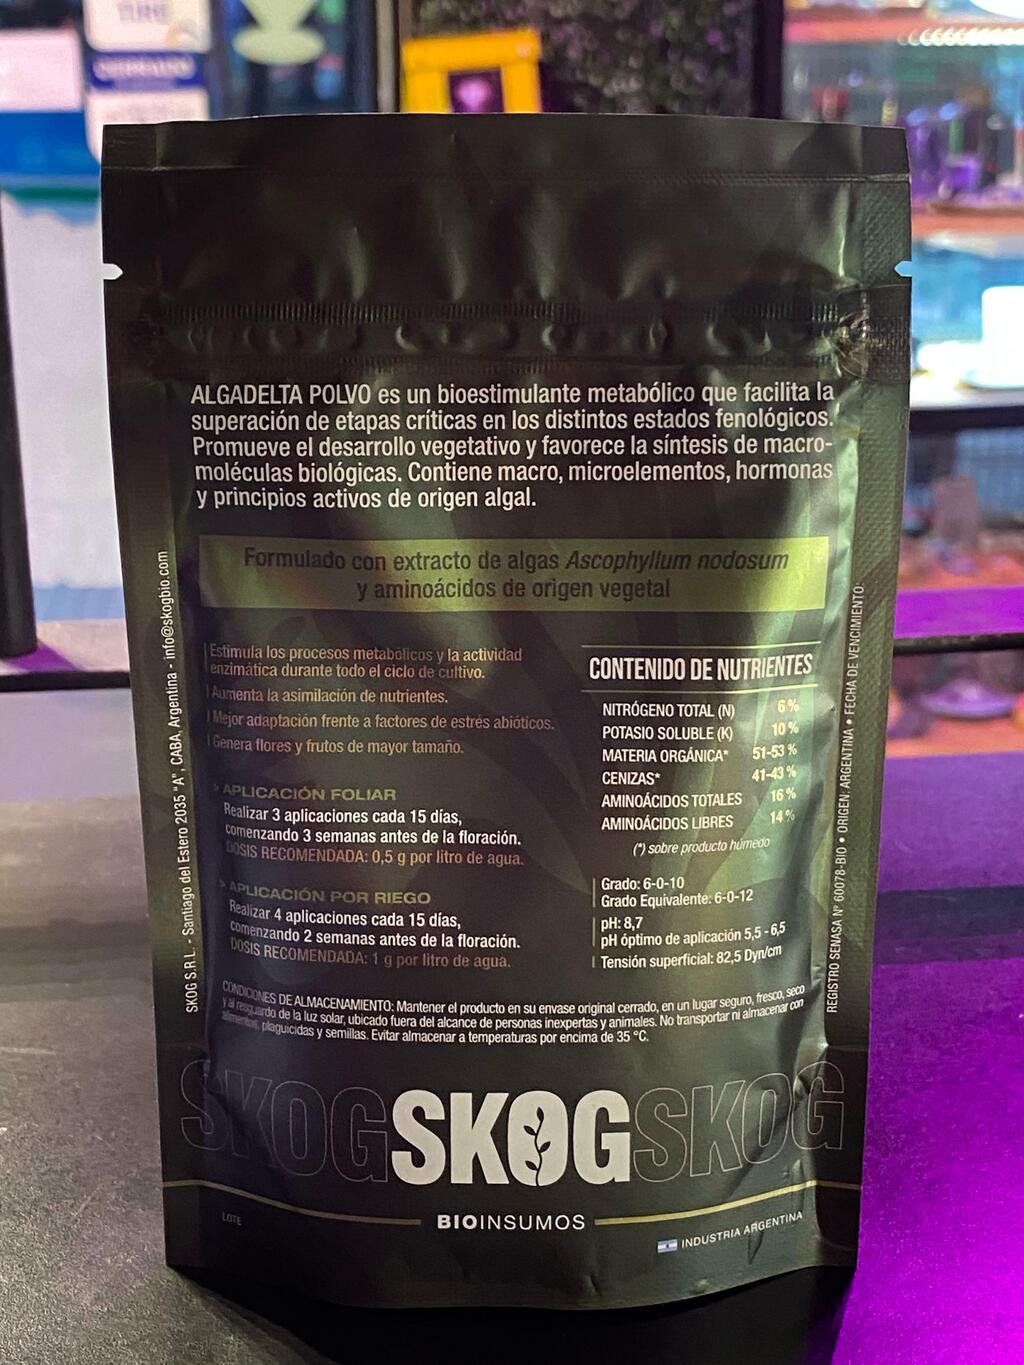 ALGADELTA POLVO es un bioestimulante metabólico que facilita la
superación de etapas críticas en los distintos estados fenológicos.
Promueve el desarrollo vegetativo y favorece la síntesis de macro-
moléculas biológicas. Contiene macro, microelementos, hormonas
y principios activos de origen algal.
Formulado con extracto de algas Ascophyllum nodosum
y aminoácidos de origen vegetal
Estimula los procesos metabólicos y la actividad
enzimática durante todo el ciclo de cultivo.
Aumenta la asimilación de nutrientes.
Mejor adaptación frente a factores de estrés abióticos.
Genera flores y frutos de mayor tamaño.
> APLICACIÓN FOLIAR
Realizar 3 aplicaciones cada 15 días,
comenzando 3 semanas antes de la floración.
DOSIS RECOMENDADA: 0,5 g por litro de agua.
> APLICACIÓN POR RIEGO
Realizar 4 aplicaciones cada 15 días,
comenzando 2 semanas antes de la floración.
DOSIS RECOMENDADA: 1 g por litro de agua.
CONTENIDO DE NUTRIENTES
NITRÓGENO TOTAL (N) 6 %
POTASIO SOLUBLE (K) 10 %
MATERIA ORGÁNICA* 51-53 %
CENIZAS* 41-43 %
AMINOÁCIDOS TOTALES 16 %
AMINOÁCIDOS LIBRES 14 %
(*) sobre producto húmedo
Grado: 6-0-10
Grado Equivalente: 6-0-12
pH: 8,7
pH óptimo de aplicación 5,5 - 6,5
Tensión superficial: 82,5 Dyn/cm
CONDICIONES DE ALMACENAMIENTO: Mantener el producto en su envase original cerrado, en un lugar seguro, fresco, seco
y al resguardo de la luz solar, ubicado fuera del alcance de personas inexpertas y animales. No transportar ni almacenar con
alimentos, plaguicidas y semillas. Evitar almacenar a temperaturas por encima de 35 °C.
SKOG S.R.L. - Santiago del Estero 2035 "A", CABA, Argentina - info@skogbio.com
REGISTRO SENASA N° 60078-BIO • ORIGEN: ARGENTINA • FECHA DE VENCIMIENTO:
SKOG SKOG SKOG
BIOINSUMOS
LOTE
INDUSTRIA ARGENTINA